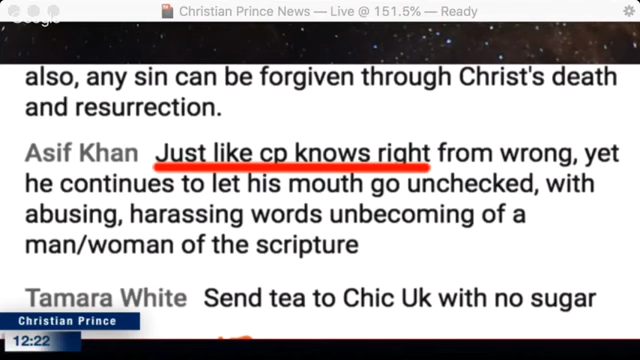 Christian Prince News — Live @ 151.5% — Ready
also, any sin can be forgiven through Christ's death
and resurrection.
Asif Khan Just like cp knows right from wrong, yet
he continues to let his mouth go unchecked, with
abusing, harassing words unbecoming of a
man/woman of the scripture
Tamara White Send tea to Chic Uk with no sugar
Christian Prince
12:22